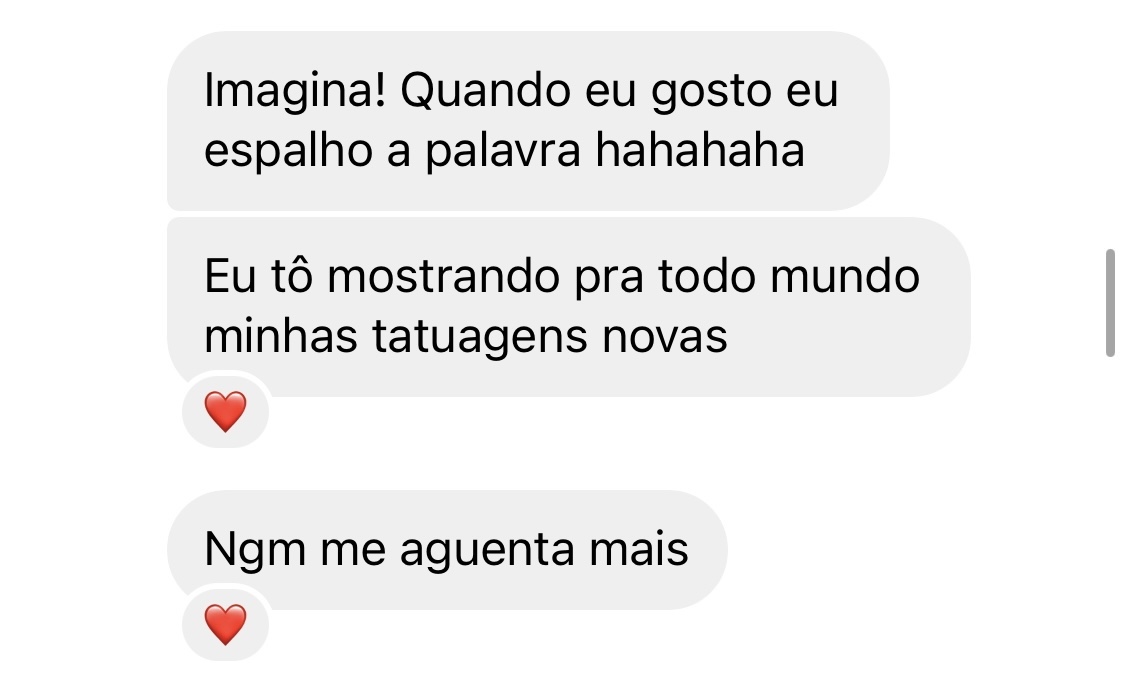 Imagina! Quando eu gosto eu
espalho a palavra hahahaha
Eu tô mostrando pra todo mundo
minhas tatuagens novas
Ngm me aguenta mais